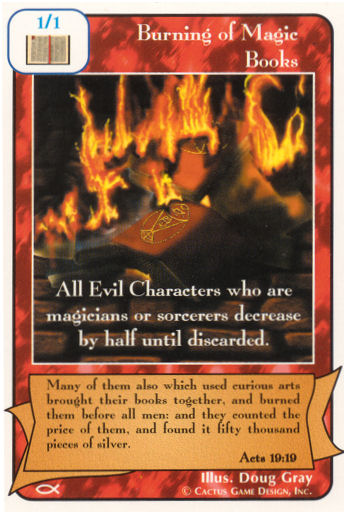 1/1
Burning of Magic
Books
All Evil Characters who are
magicians or sorcerers decrease
by half until discarded.
Many of them also which used curious arts
brought their books together, and burned
them before all men: and they counted the
price of them, and found it fifty thousand
pieces of silver.
Acts 19:19
Illus. Doug Gray
© Cactus Game Design, Inc.